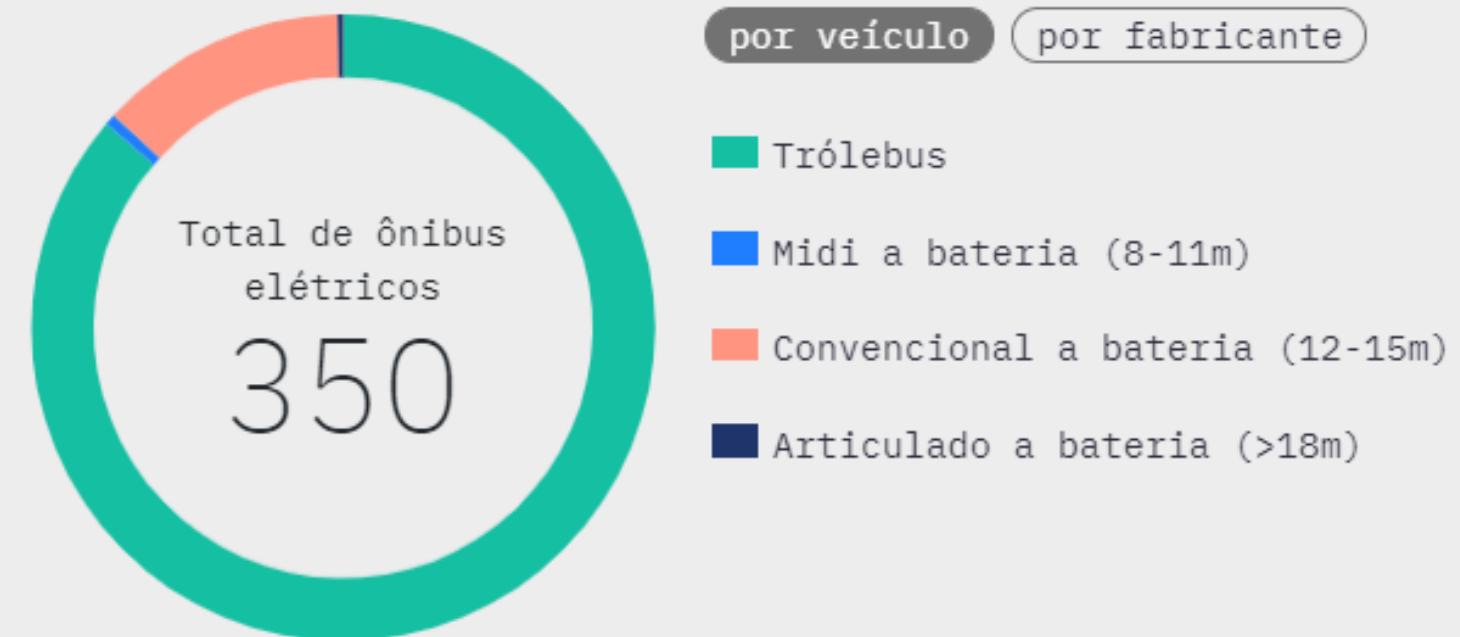 Total de ônibus
elétricos
350
por veículo
por fabricante
Trólebus
Midi a bateria (8-11m)
Convencional a bateria (12-15m)
Articulado a bateria (>18m)